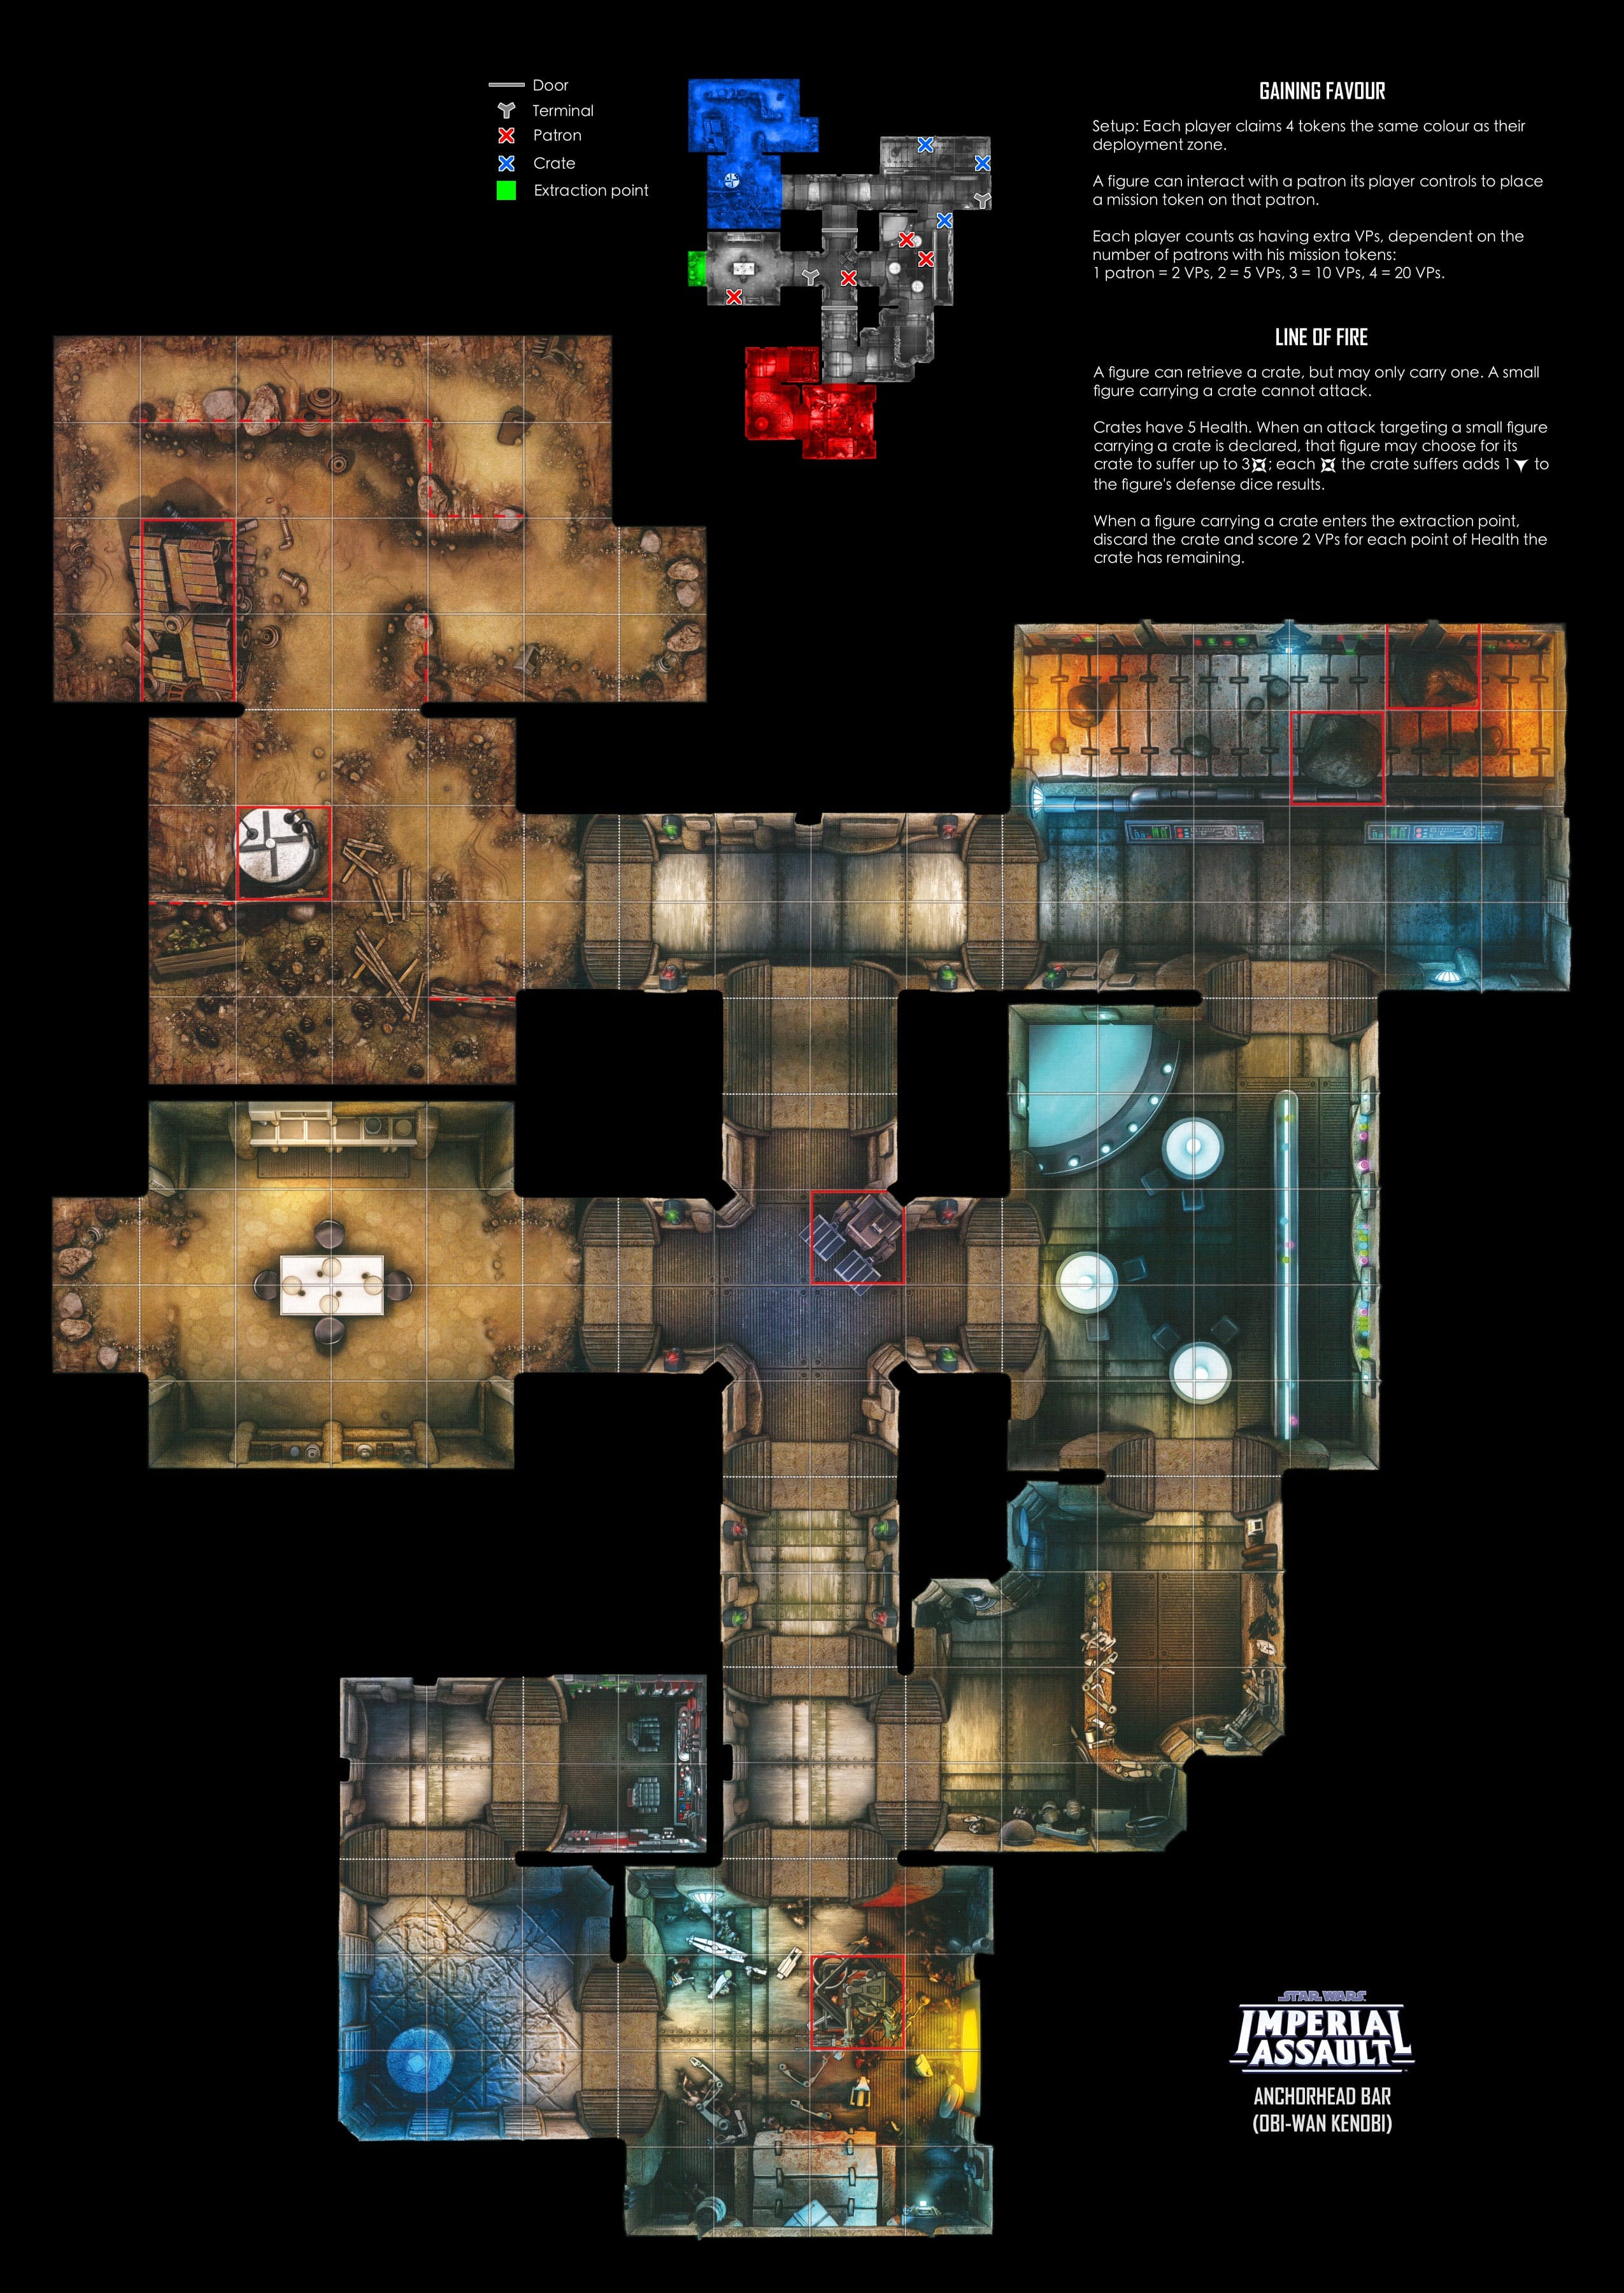 Door
Terminal
Patron
Crate
Extraction point
GAINING FAVOUR
Setup: Each player claims 4 tokens the same colour as their
deployment zone.
A figure can interact with a patron its player controls to place
a mission token on that patron.
Each player counts as having extra VPs, dependent on the
number of patrons with his mission tokens:
1 patron = 2 VPs, 2 = 5 VPs, 3 = 10 VPs, 4 = 20 VPs.
LINE OF FIRE
A figure can retrieve a crate, but may only carry one. A small
figure carrying a crate cannot attack.
Crates have 5 Health. When an attack targeting a small figure
carrying a crate is declared, that figure may choose for its
crate to suffer up to 3; each the crate suffers adds 1 to
the figure's defense dice results.
When a figure carrying a crate enters the extraction point,
discard the crate and score 2 VPs for each point of Health the
crate has remaining.
STAR WARS
IMPERIAL
ASSAULT
ANCHORHEAD BAR
(OBI-WAN KENOBI)